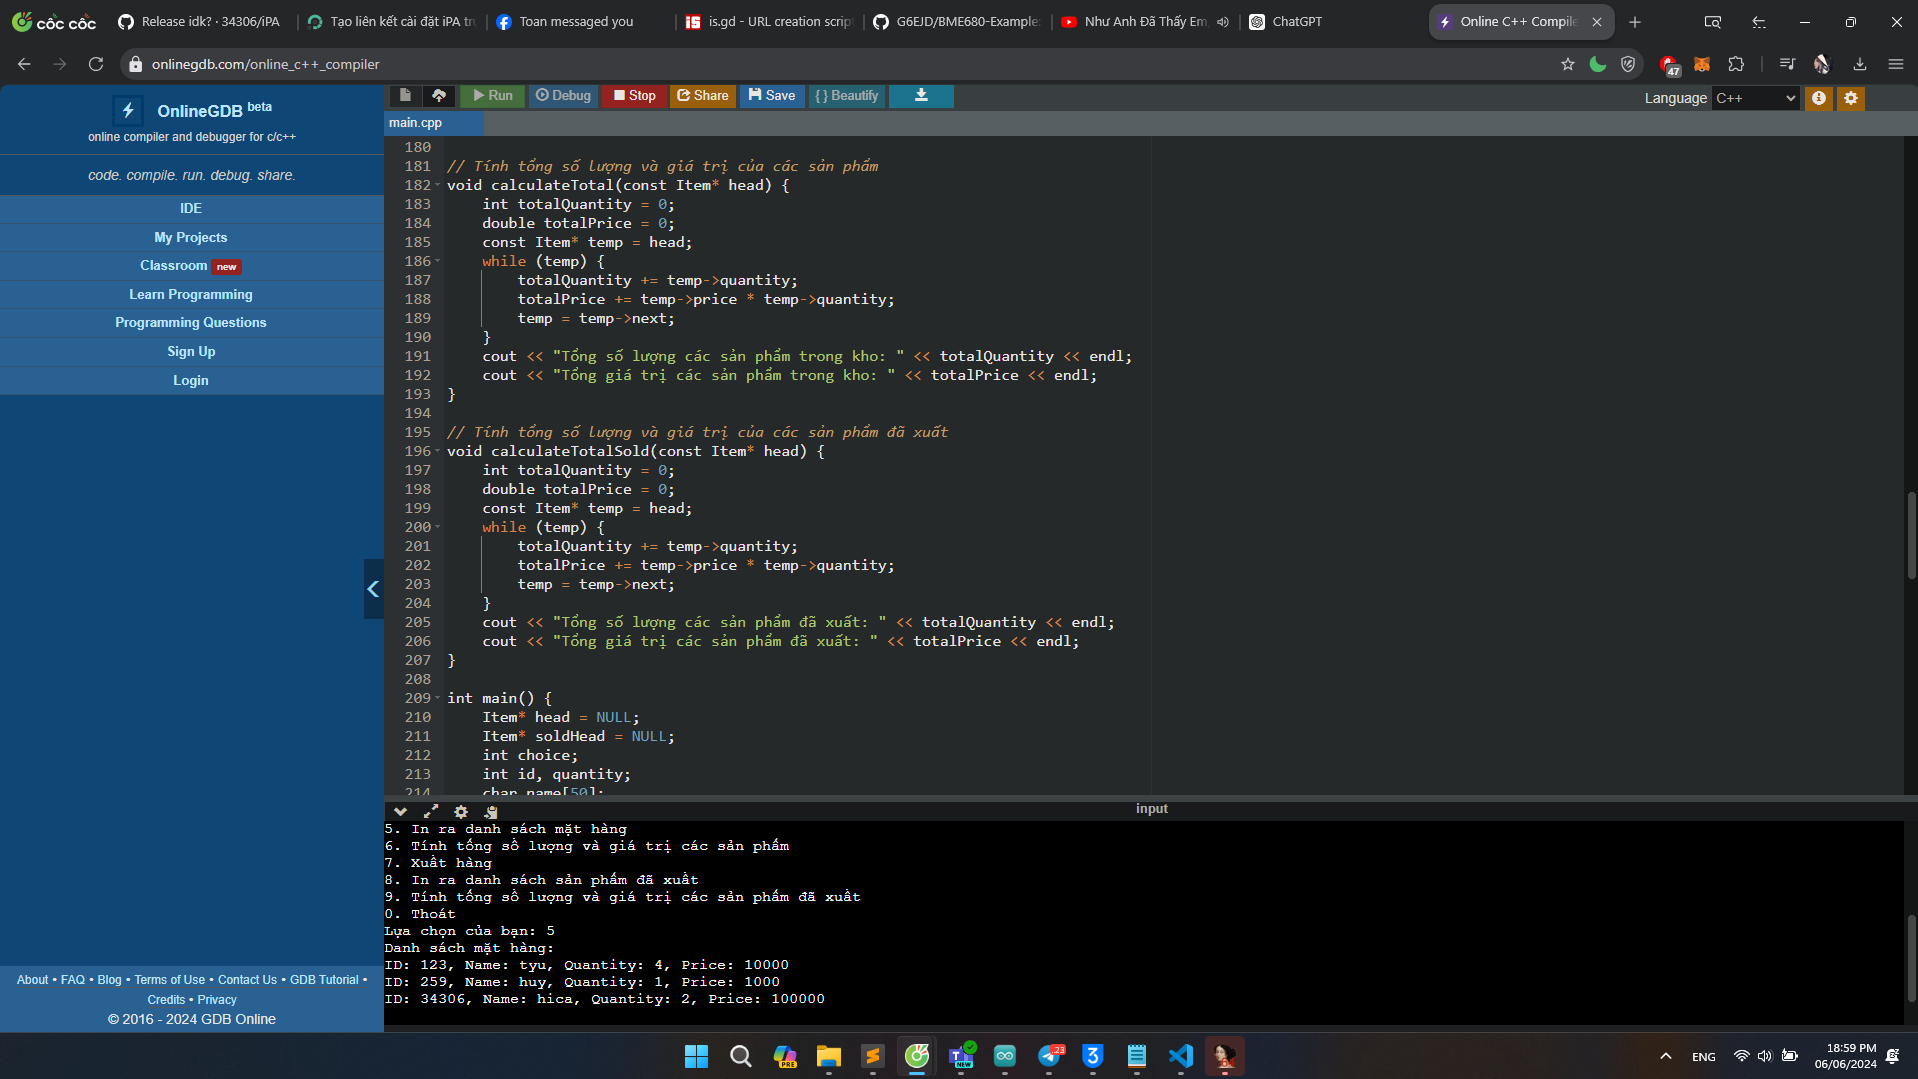 cốc cốc
Release idk? · 34306/iPA
Tạo liên kết cài đặt iPA
Toan messaged you
is.gd - URL creation script
G6EJD/BME680-Example
Như Anh Đã Thấy Em
ChatGPT
Online C++ Compile
onlinegdb.com/online_c++_compiler
47
OnlineGDB beta
online compiler and debugger for c/c++
code. compile. run. debug. share.
IDE
My Projects
Classroom new
Learn Programming
Programming Questions
Sign Up
Login
About • FAQ • Blog • Terms of Use • Contact Us • GDB Tutorial •
Credits • Privacy
© 2016 - 2024 GDB Online
Run Debug Stop Share Save {} Beautify
Language C++
main.cpp
180
181 // Tính tổng số lượng và giá trị của các sản phẩm
182 void calculateTotal(const Item* head) {
183 int totalQuantity = 0;
184 double totalPrice = 0;
185 const Item* temp = head;
186 while (temp) {
187 totalQuantity += temp->quantity;
188 totalPrice += temp->price * temp->quantity;
189 temp = temp->next;
190 }
191 cout << "Tổng số lượng các sản phẩm trong kho: " << totalQuantity << endl;
192 cout << "Tổng giá trị các sản phẩm trong kho: " << totalPrice << endl;
193 }
194
195 // Tính tổng số lượng và giá trị của các sản phẩm đã xuất
196 void calculateTotalSold(const Item* head) {
197 int totalQuantity = 0;
198 double totalPrice = 0;
199 const Item* temp = head;
200 while (temp) {
201 totalQuantity += temp->quantity;
202 totalPrice += temp->price * temp->quantity;
203 temp = temp->next;
204 }
205 cout << "Tổng số lượng các sản phẩm đã xuất: " << totalQuantity << endl;
206 cout << "Tổng giá trị các sản phẩm đã xuất: " << totalPrice << endl;
207 }
208
209 int main() {
210 Item* head = NULL;
211 Item* soldHead = NULL;
212 int choice;
213 int id, quantity;
214 char name[50];
input
5. In ra danh sách mặt hàng
6. Tính tổng số lượng và giá trị các sản phẩm
7. Xuất hàng
8. In ra danh sách sản phẩm đã xuất
9. Tính tổng số lượng và giá trị các sản phẩm đã xuất
0. Thoát
Lựa chọn của bạn: 5
Danh sách mặt hàng:
ID: 123, Name: tyu, Quantity: 4, Price: 10000
ID: 259, Name: huy, Quantity: 1, Price: 1000
ID: 34306, Name: hica, Quantity: 2, Price: 100000
PRE
NEW
23
ENG
18:59 PM
06/06/2024